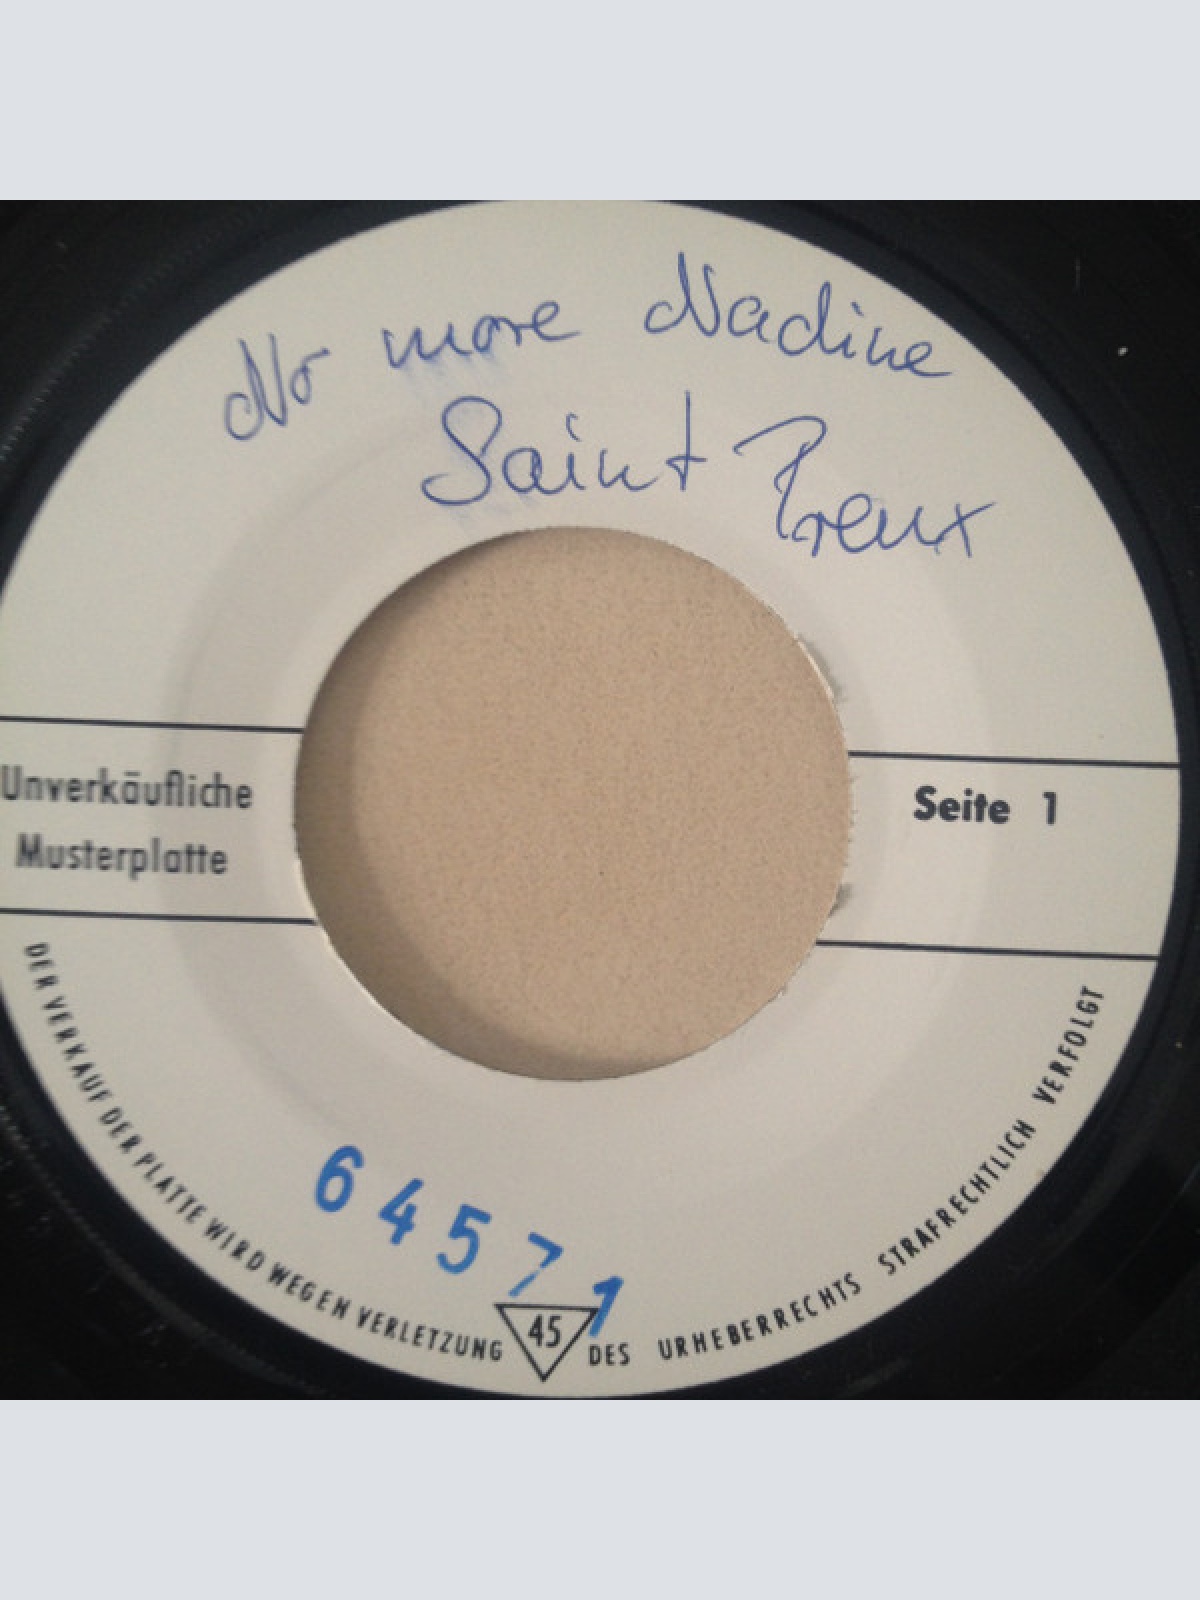 No more Nadine
Saint Preux
Unverkäufliche
Musterplatte
Seite 1
64571
45
DER VERKAUF DER PLATTE WIRD WEGEN VERLETZUNG DES URHEBERRECHTS STRAFRECHTLICH VERFOLGT